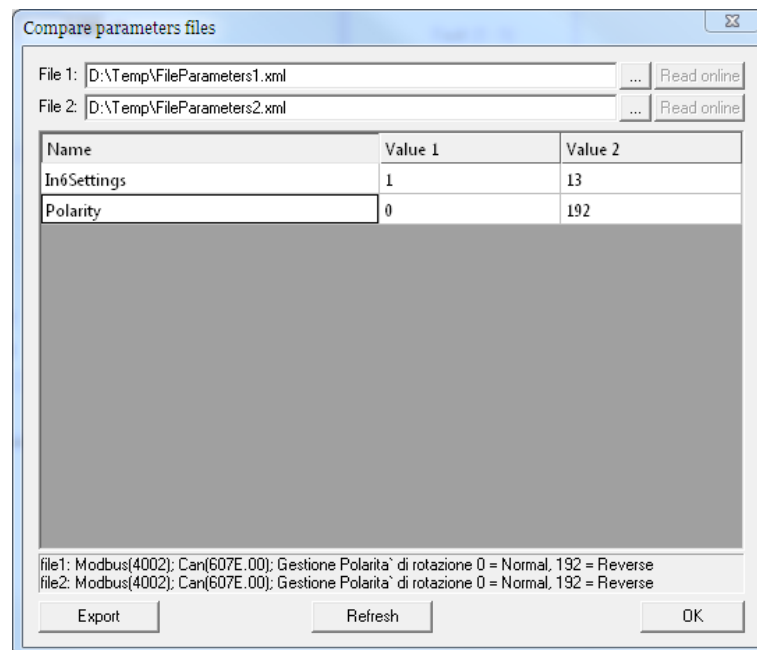 Compare parameters files
File 1: D:\Temp\FileParameters1.xml ... Read online
File 2: D:\Temp\FileParameters2.xml ... Read online
Name Value 1 Value 2
In6Settings 1 13
Polarity 0 192
file1: Modbus(4002); Can(607E.00); Gestione Polarita` di rotazione 0 = Normal, 192 = Reverse
file2: Modbus(4002); Can(607E.00); Gestione Polarita` di rotazione 0 = Normal, 192 = Reverse
Export Refresh OK